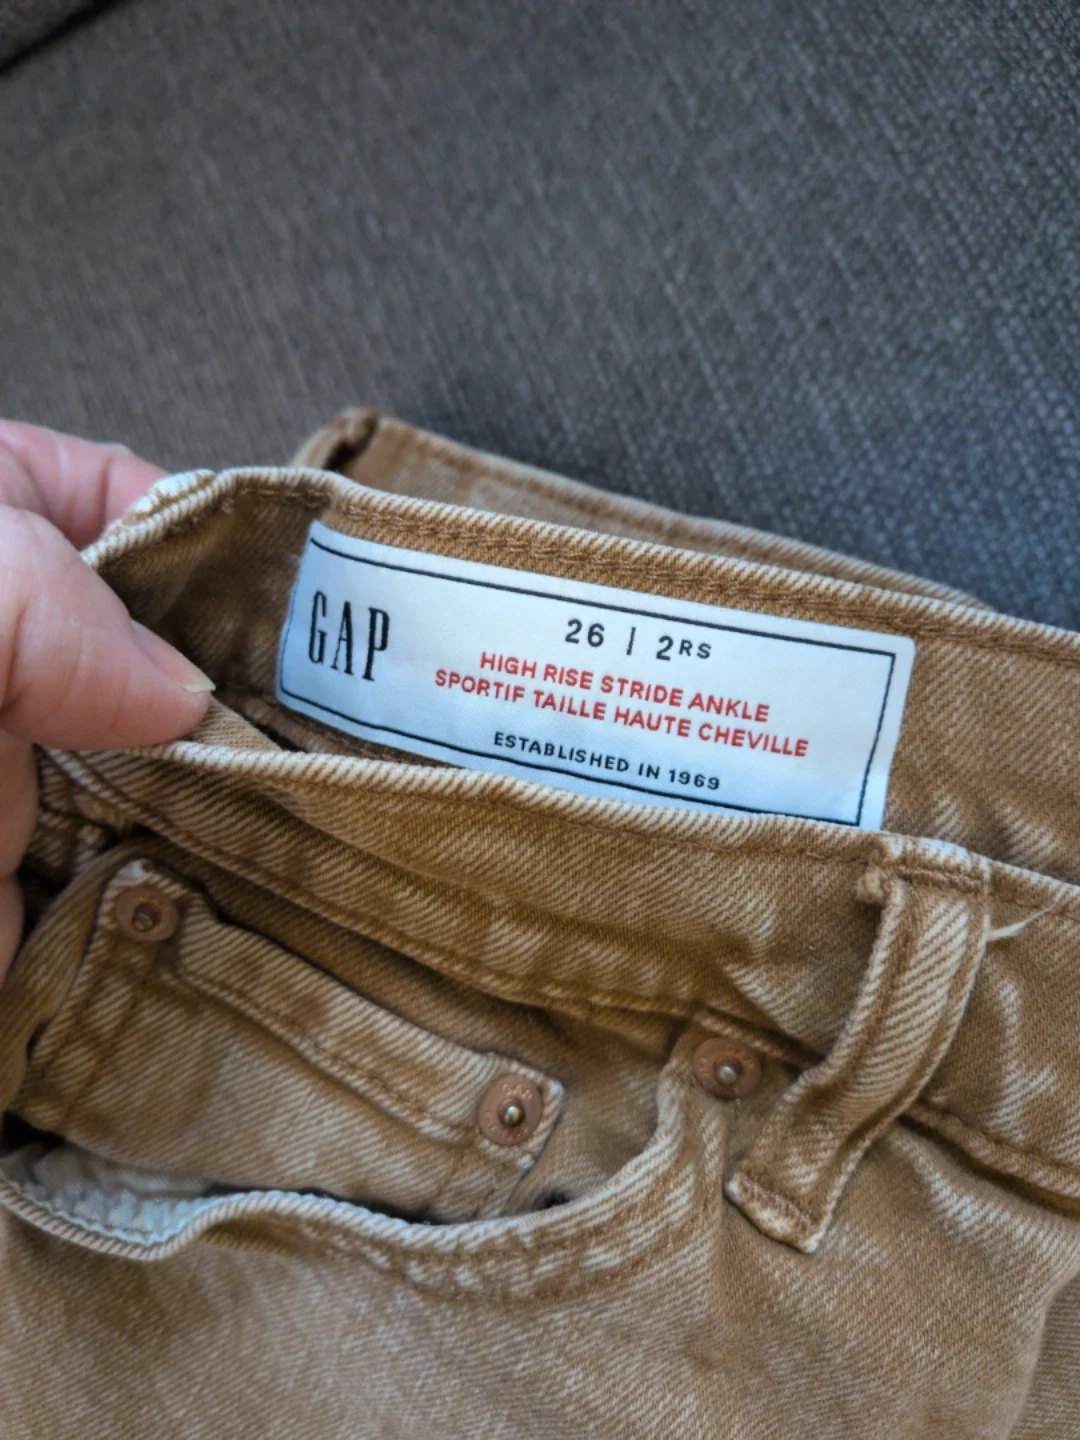 GAP
26 | 2RS
HIGH RISE STRIDE ANKLE
SPORTIF TAILLE HAUTE CHEVILLE
ESTABLISHED IN 1969